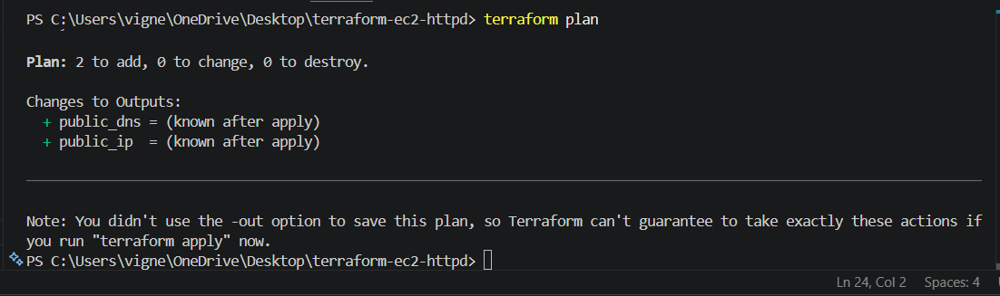 PS C:\Users\vigne\OneDrive\Desktop\terraform-ec2-httpd> terraform plan
Plan: 2 to add, 0 to change, 0 to destroy.
Changes to Outputs:
+ public_dns = (known after apply)
+ public_ip  = (known after apply)
Note: You didn't use the -out option to save this plan, so Terraform can't guarantee to take exactly these actions if
you run "terraform apply" now.
PS C:\Users\vigne\OneDrive\Desktop\terraform-ec2-httpd>
Ln 24, Col 2 Spaces: 4